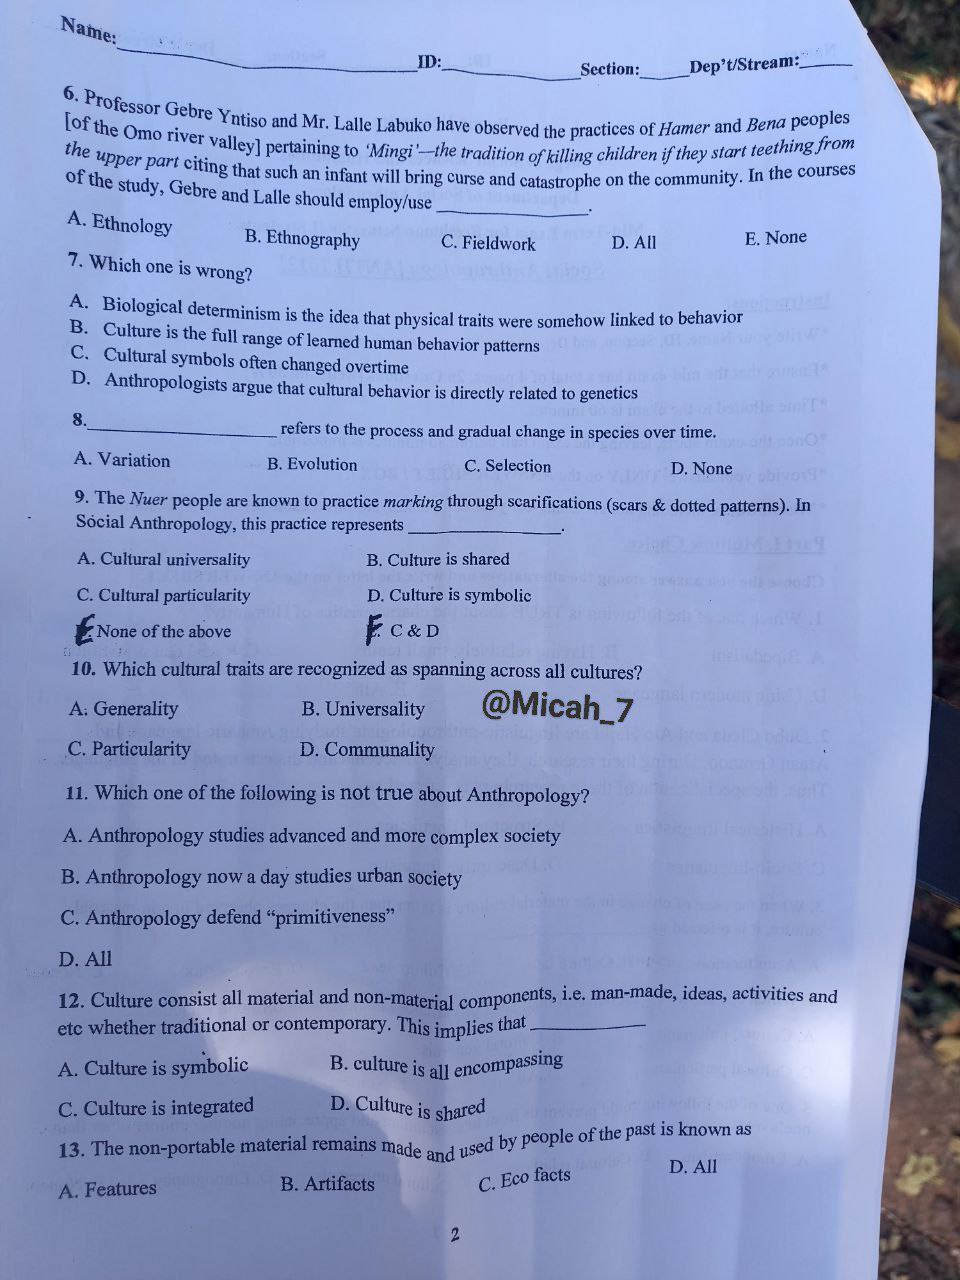 Name:____________________ID:____________Section:_____Dep't/Stream:_____
6. Professor Gebre Yntiso and Mr. Lalle Labuko have observed the practices of Hamer and Bena peoples
[of the Omo river valley] pertaining to ‘Mingi’—the tradition of killing children if they start teething from
the upper part citing that such an infant will bring curse and catastrophe on the community. In the courses
of the study, Gebre and Lalle should employ/use _______________.
A. Ethnology B. Ethnography C. Fieldwork D. All E. None
7. Which one is wrong?
A. Biological determinism is the idea that physical traits were somehow linked to behavior
B. Culture is the full range of learned human behavior patterns
C. Cultural symbols often changed overtime
D. Anthropologists argue that cultural behavior is directly related to genetics
8.___________________refers to the process and gradual change in species over time.
A. Variation B. Evolution C. Selection D. None
9. The Nuer people are known to practice marking through scarifications (scars & dotted patterns). In
Social Anthropology, this practice represents _______________.
A. Cultural universality B. Culture is shared
C. Cultural particularity D. Culture is symbolic
E. None of the above F. C & D
10. Which cultural traits are recognized as spanning across all cultures?
A. Generality B. Universality @Micah_7
C. Particularity D. Communality
11. Which one of the following is not true about Anthropology?
A. Anthropology studies advanced and more complex society
B. Anthropology now a day studies urban society
C. Anthropology defend “primitiveness”
D. All
12. Culture consist all material and non-material components, i.e. man-made, ideas, activities and
etc whether traditional or contemporary. This implies that ____________
A. Culture is symbolic B. culture is all encompassing
C. Culture is integrated D. Culture is shared
13. The non-portable material remains made and used by people of the past is known as
A. Features B. Artifacts C. Eco facts D. All
2